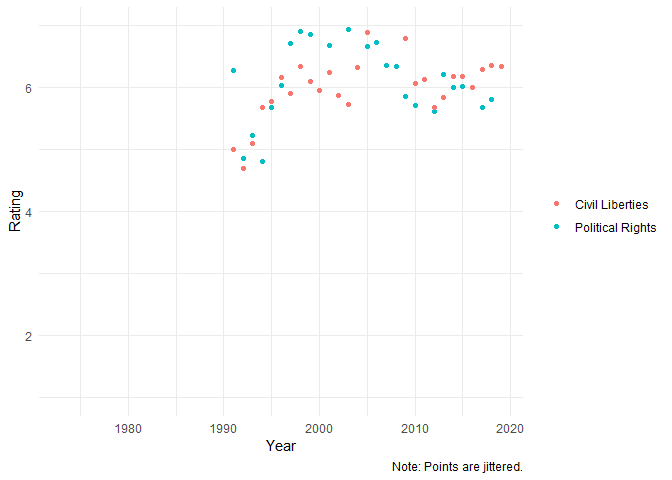 6
4
2
Rating
1980 1990 2000 2010 2020
Year
Civil Liberties
Political Rights
Note: Points are jittered.